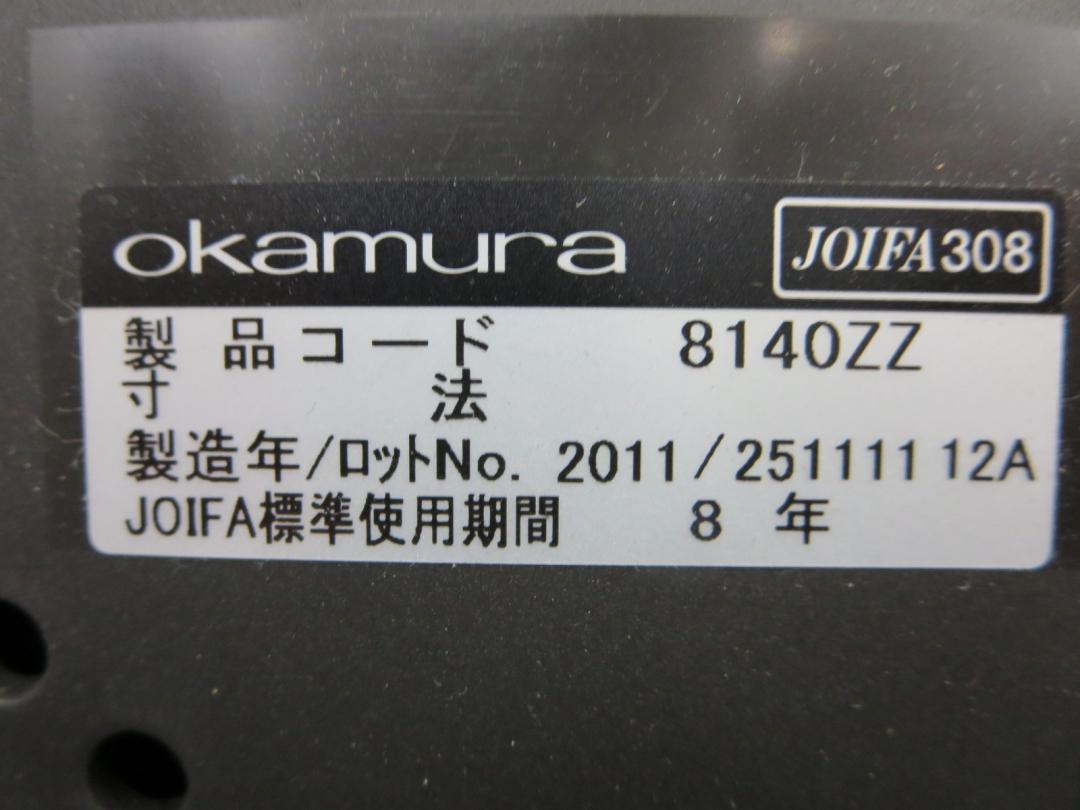 okamura JOIFA308
製品コード 8140ZZ
寸法
製造年/ロットNo. 2011/251111 12A
JOIFA標準使用期間 8年